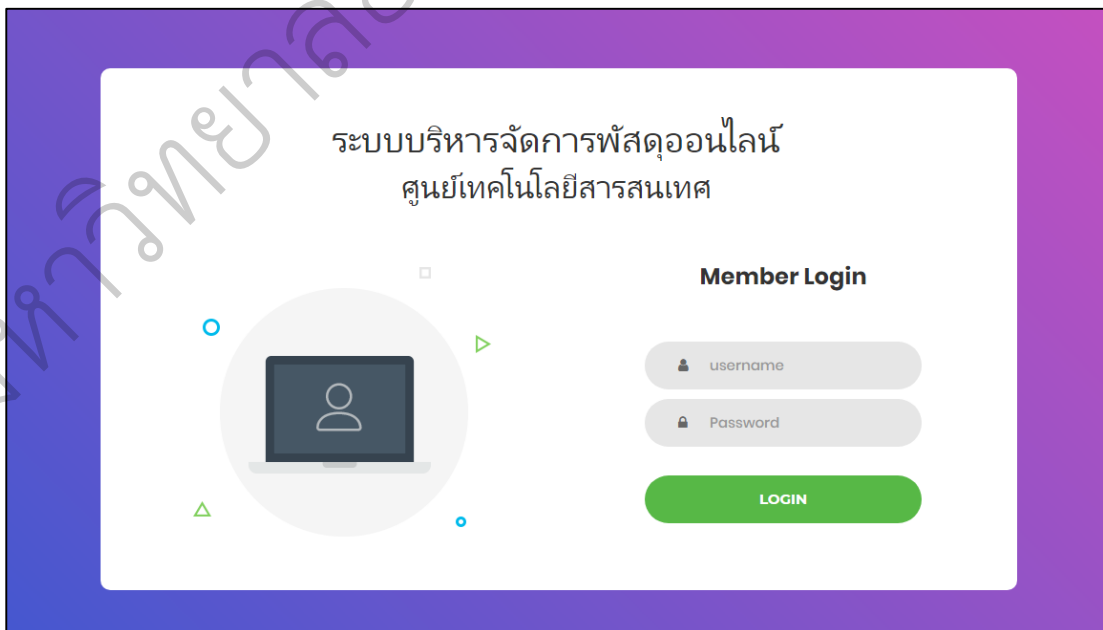 ระบบบริหารจัดการพัสดุออนไลน์
ศูนย์เทคโนโลยีสารสนเทศ
Member Login
username
Password
LOGIN